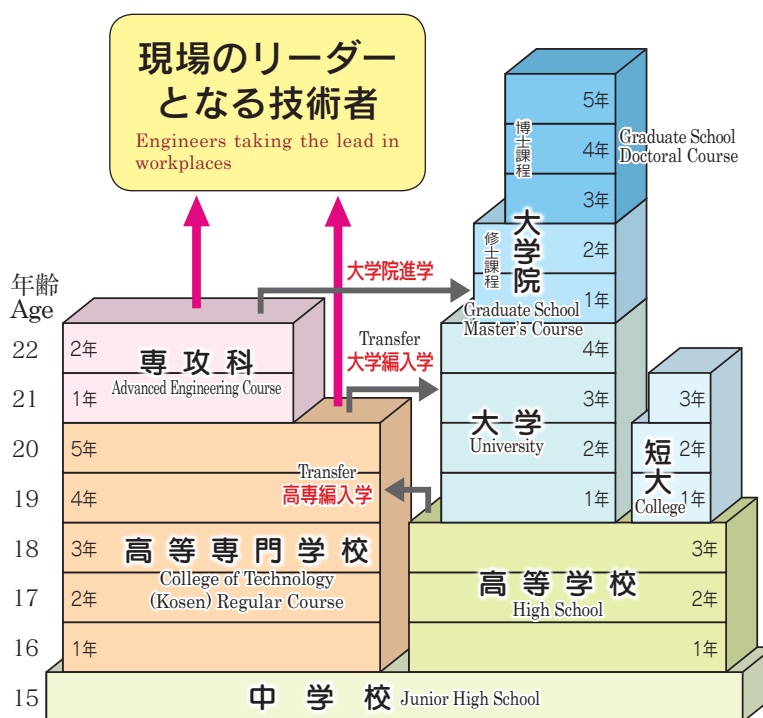 現場のリーダー
となる技術者
Engineers taking the lead in
workplaces
5年
4年
3年
博士課程
Graduate School
Doctoral Course
2年
1年
修士課程
大学院
Graduate School
Master's Course
大学院進学
年齢
Age
22
21
20
19
18
17
16
15
2年
1年
専攻科
Advanced Engineering Course
Transfer
大学編入学
4年
3年
2年
1年
大学
University
3年
2年
1年
短大
College
5年
4年
3年
2年
1年
Transfer
高専編入学
高等専門学校
College of Technology
(Kosen) Regular Course
3年
2年
1年
高等学校
High School
中学校 Junior High School